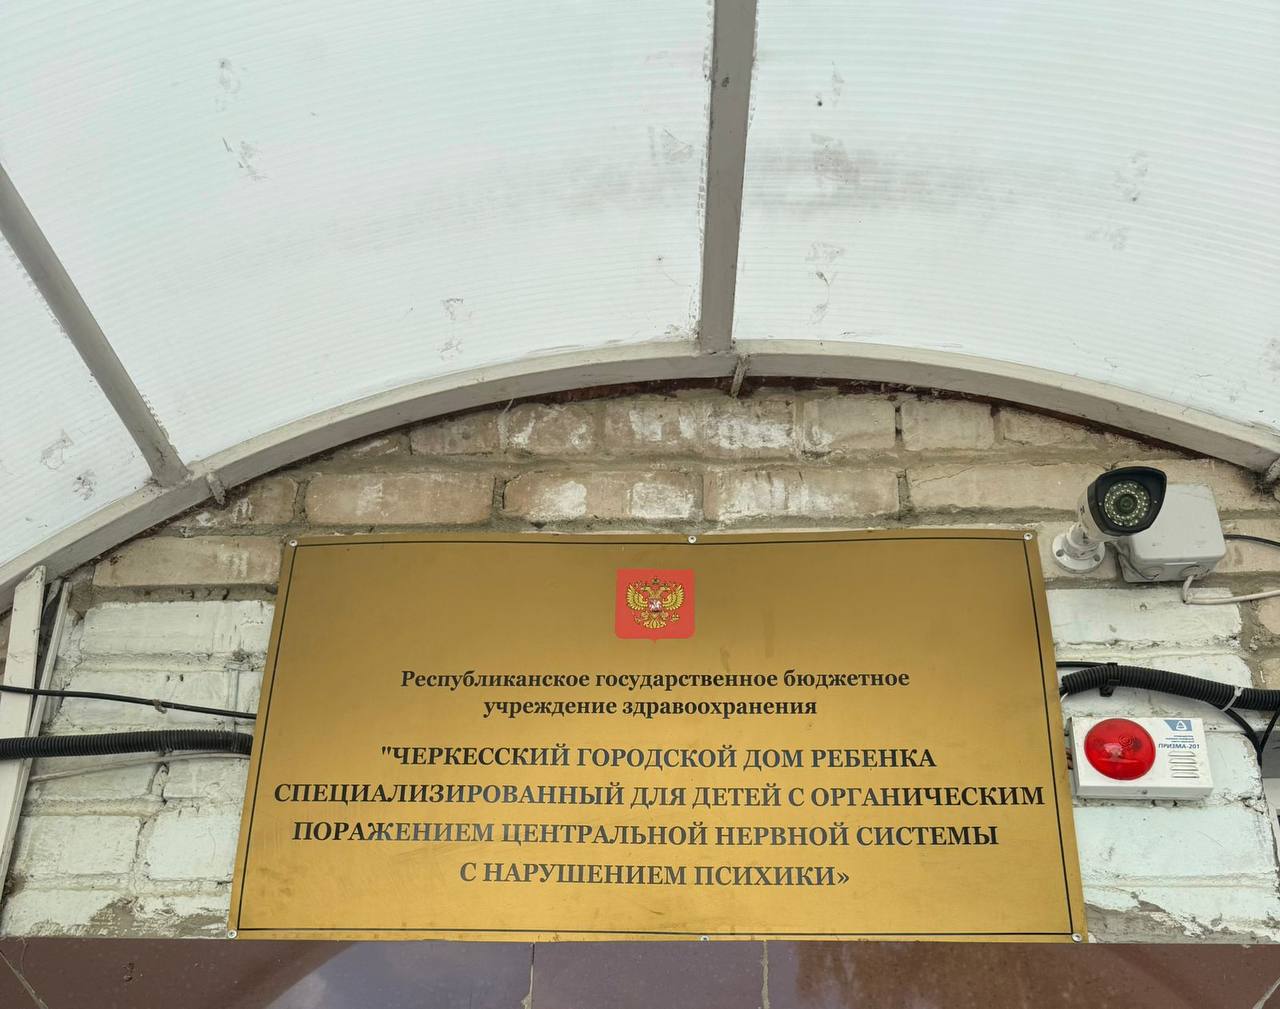 Республиканское государственное бюджетное
учреждение здравоохранения
"ЧЕРКЕССКИЙ ГОРОДСКОЙ ДОМ РЕБЕНКА
СПЕЦИАЛИЗИРОВАННЫЙ ДЛЯ ДЕТЕЙ С ОРГАНИЧЕСКИМ
ПОРАЖЕНИЕМ ЦЕНТРАЛЬНОЙ НЕРВНОЙ СИСТЕМЫ
С НАРУШЕНИЕМ ПСИХИКИ»
ПРИЗМА-201